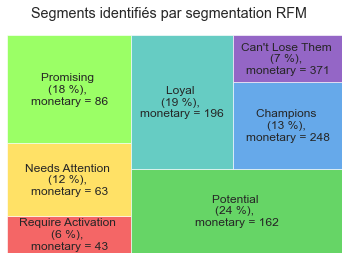 Segments identifiés par segmentation RFM
Promising
(18 %),
monetary = 86
Needs Attention
(12 %),
monetary = 63
Require Activation
(6 %),
monetary = 43
Loyal
(19 %),
monetary = 196
Can't Lose Them
(7 %),
monetary = 371
Champions
(13 %),
monetary = 248
Potential
(24 %),
monetary = 162